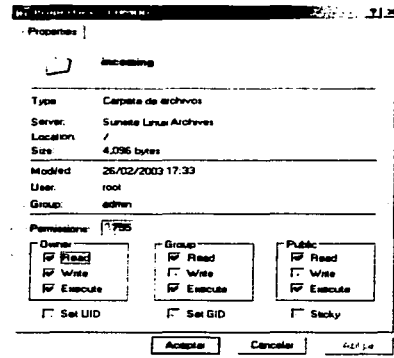 Properties
incoming
Type Carpeta de archivos
Server: Sunsite Linux Archives
Location: /
Size: 4,096 bytes
Modified 26/02/2003 17:33
User: root
Group: admin
Permissions: 755
Owner Group Public
Read Read Read
Write Write Write
Execute Execute Execute
Set UID Set GID Sticky
Aceptar Cancelar